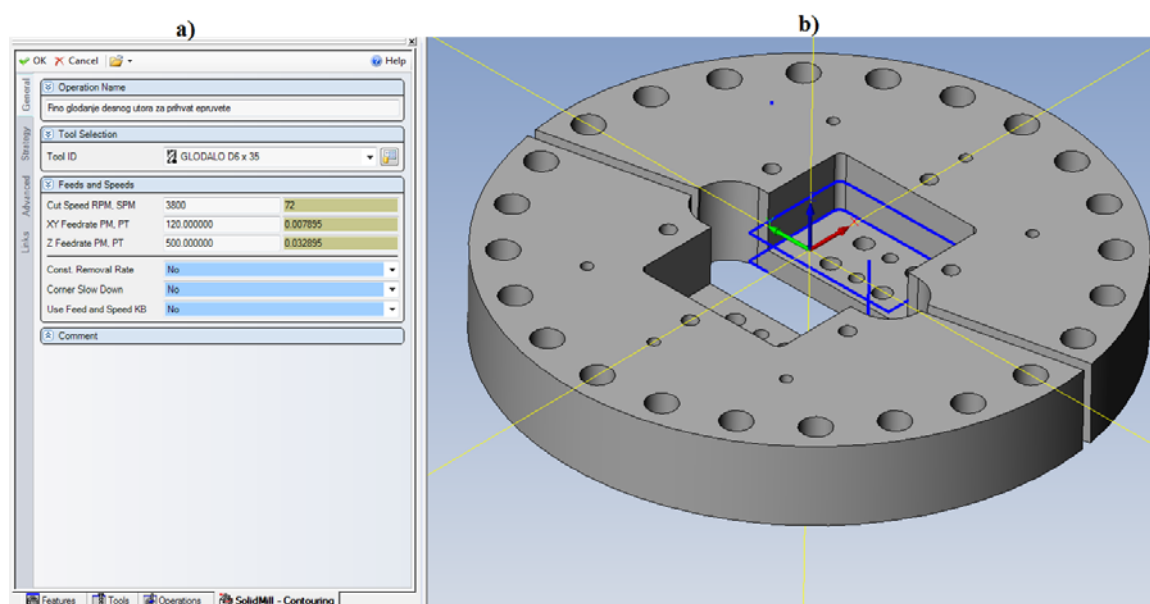 a)
b)
OK Cancel Help
General
Strategy
Advanced
Links
Operation Name
Fino glodanje desnog utora za prihvat epruvete
Tool Selection
Tool ID GLODALO D6 x 35
Feeds and Speeds
Cut Speed RPM, SPM 3800 72
XY Feedrate PM, PT 120.000000 0.007895
Z Feedrate PM, PT 500.000000 0.032895
Const. Removal Rate No
Corner Slow Down No
Use Feed and Speed KB No
Comment
Features Tools Operations SolidMill - Contouring